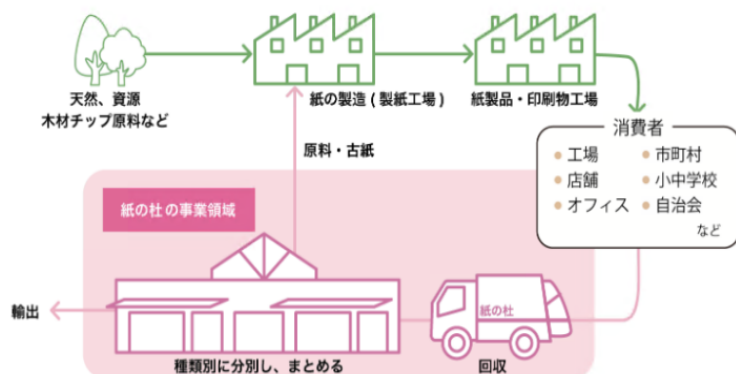 天然、資源
木材チップ原料など
紙の製造 ( 製紙工場 )
紙製品・印刷物工場
消費者
• 工場
• 店舗
• オフィス
• 市町村
• 小中学校
• 自治会
など
原料・古紙
紙の杜の事業領域
輸出
紙の杜
種類別に分別し、まとめる
回収